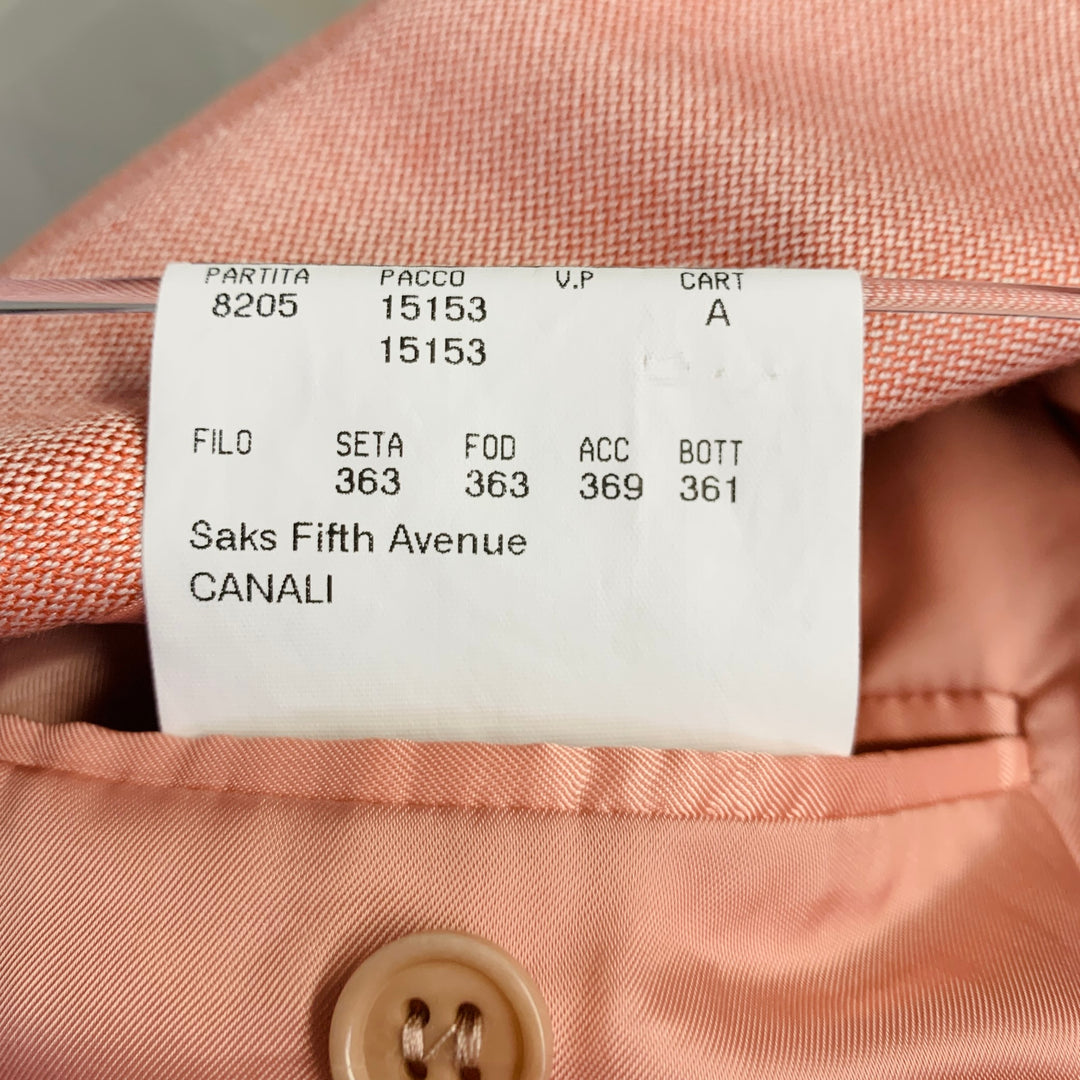 PARTITA PACCO V.P CART
8205 15153 A
15153
FILO SETA FOD ACC BOTT
363 363 369 361
Saks Fifth Avenue
CANALI